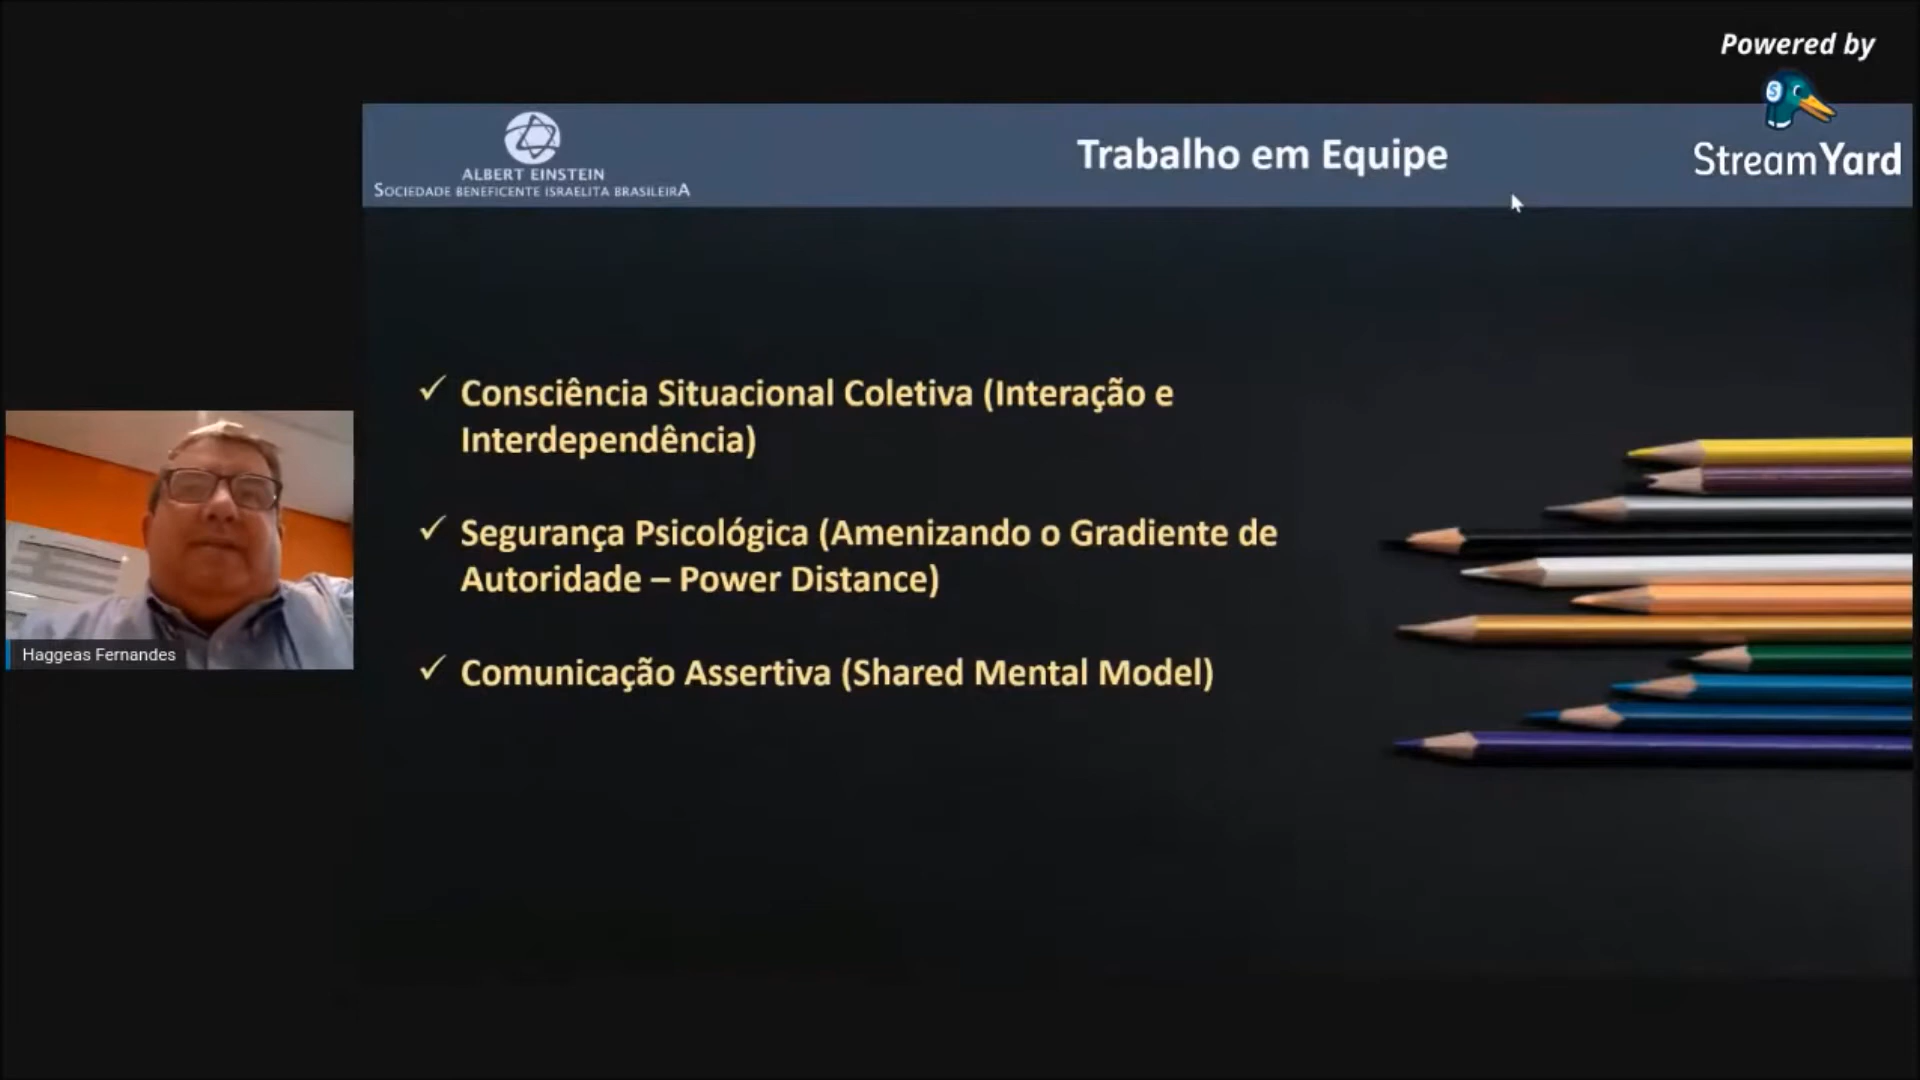 Powered by
StreamYard
ALBERT EINSTEIN
SOCIEDADE BENEFICENTE ISRAELITA BRASILEIRA
Trabalho em Equipe
✓ Consciência Situacional Coletiva (Interação e
Interdependência)
✓ Segurança Psicológica (Amenizando o Gradiente de
Autoridade – Power Distance)
✓ Comunicação Assertiva (Shared Mental Model)
Haggeas Fernandes